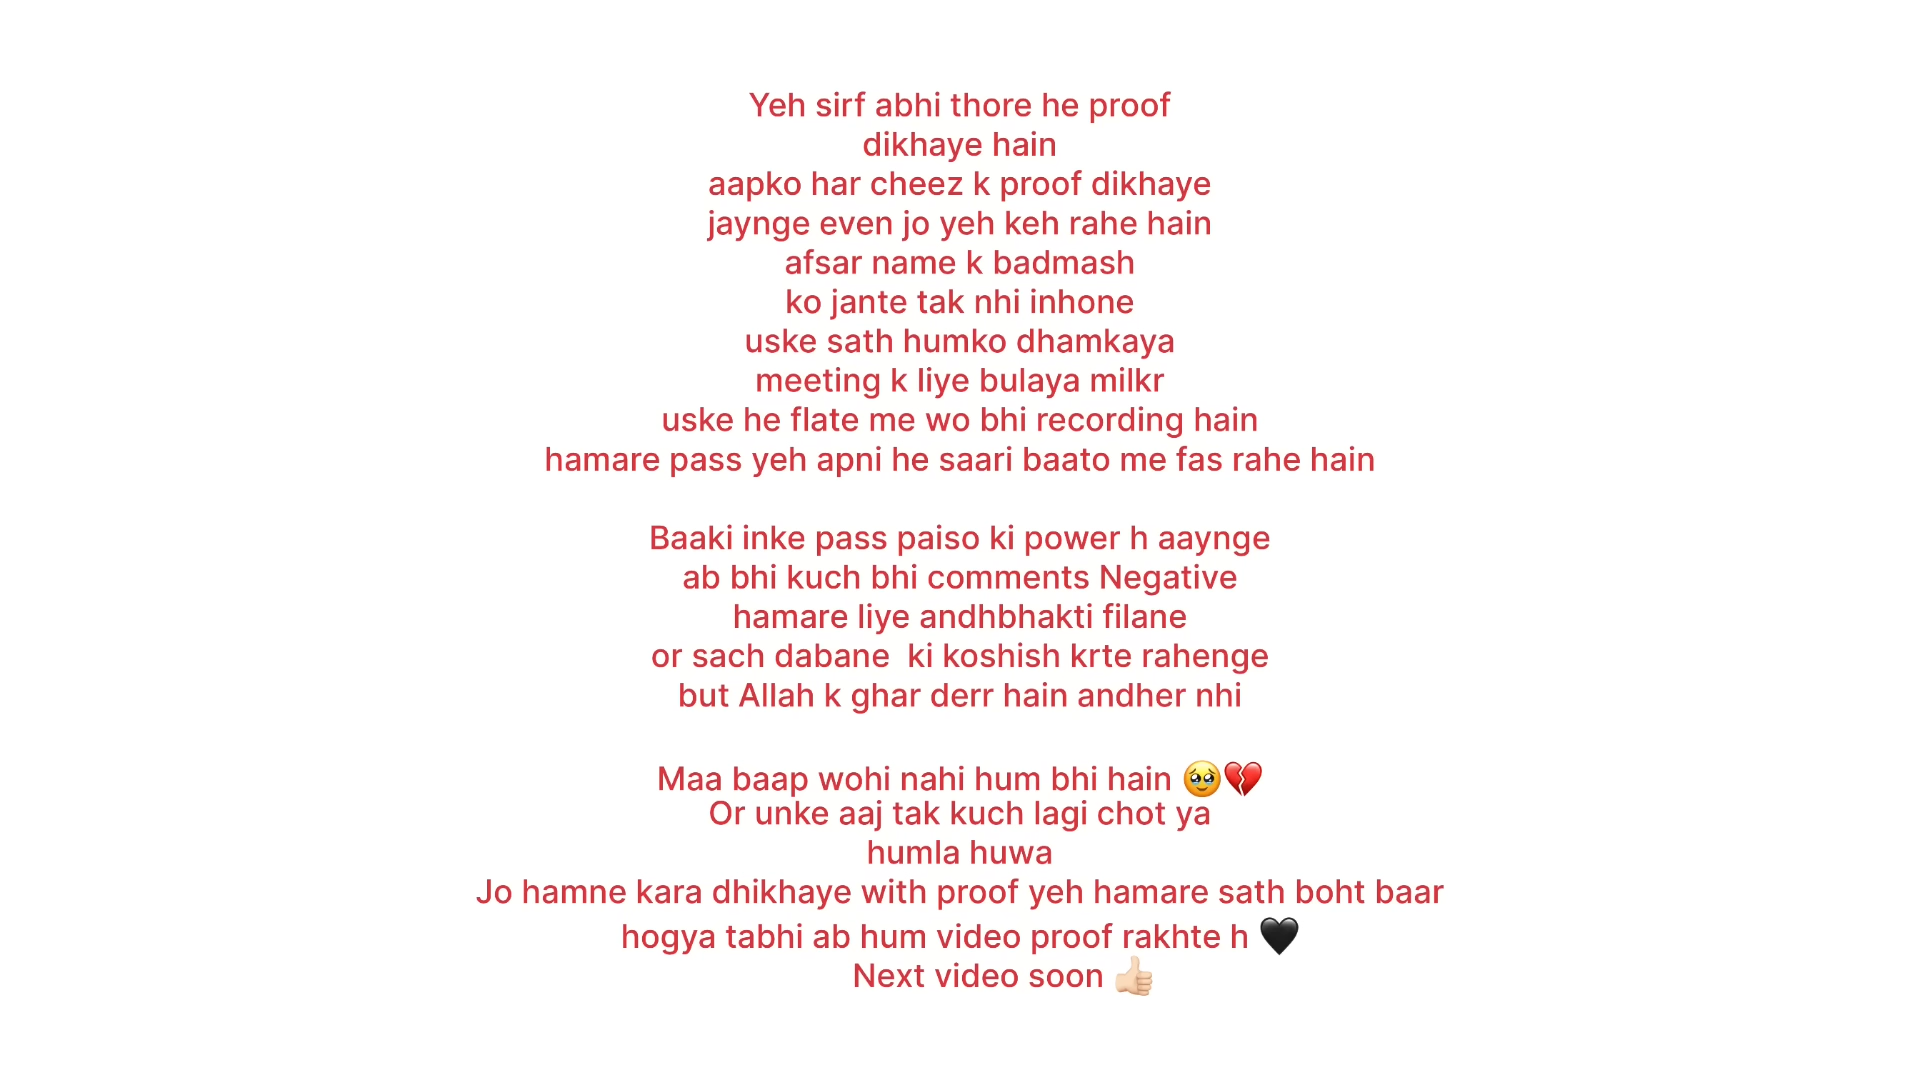 Yeh sirf abhi thore he proof
dikhaye hain
aapko har cheez k proof dikhaye
jaynge even jo yeh keh rahe hain
afsar name k badmash
ko jante tak nhi inhone
uske sath humko dhamkaya
meeting k liye bulaya milkr
uske he flate me wo bhi recording hain
hamare pass yeh apni he saari baato me fas rahe hain
Baaki inke pass paiso ki power h aaynge
ab bhi kuch bhi comments Negative
hamare liye andhbhakti filane
or sach dabane  ki koshish krte rahenge
but Allah k ghar derr hain andher nhi
Maa baap wohi nahi hum bhi hain 🥹💔
Or unke aaj tak kuch lagi chot ya
humla huwa
Jo hamne kara dhikhaye with proof yeh hamare sath boht baar
hogya tabhi ab hum video proof rakhte h 🖤
Next video soon 👍🏻